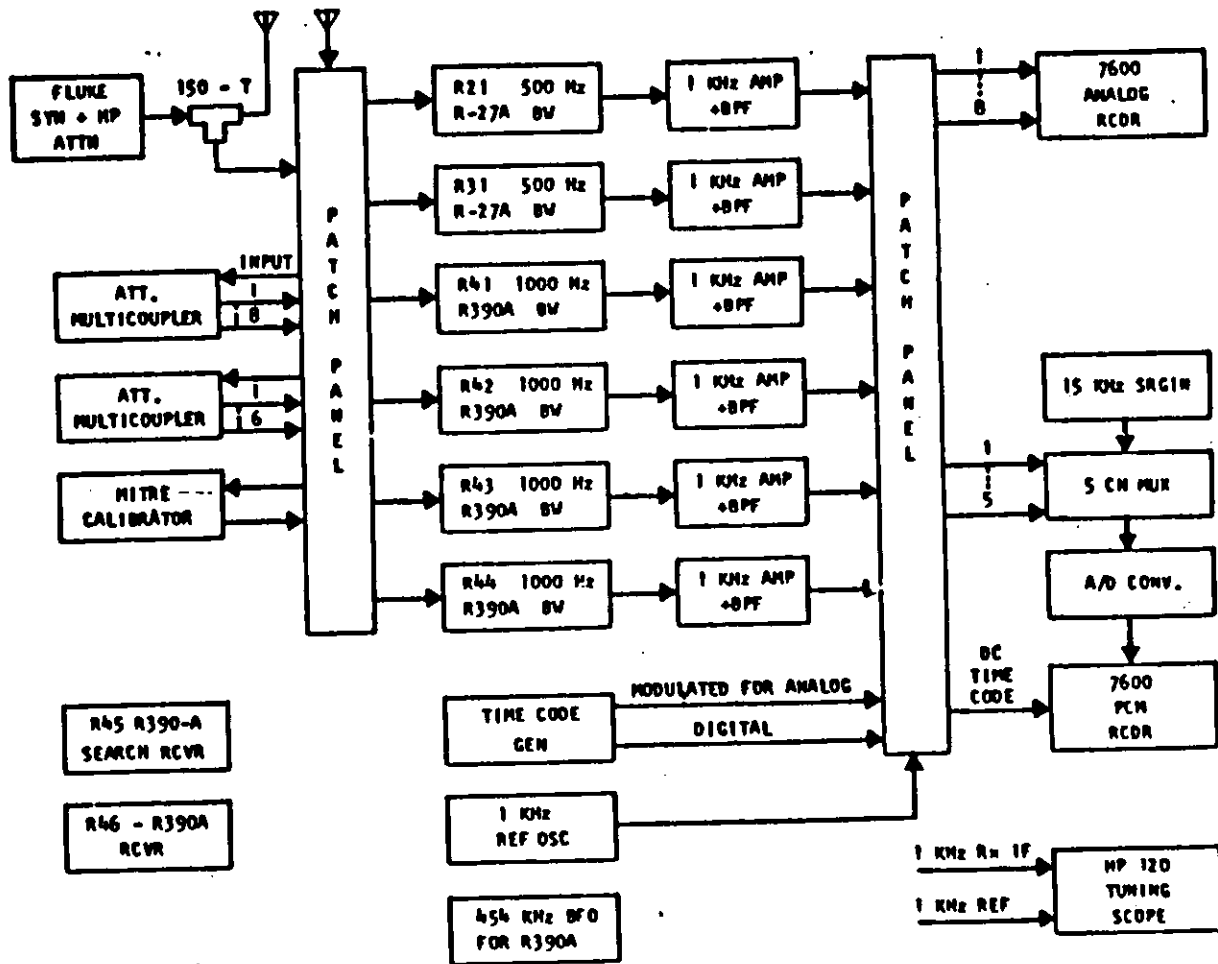 FLUKE
SYN + HP
ATTN
150 - T
PATCH PANEL
INPUT
ATT.
MULTICOUPLER
1
8
ATT.
MULTICOUPLER
1
6
MITRE
CALIBRATOR
R21 500 Hz
R-27A BW
1 KHz AMP
+BPF
R31 500 Hz
R-27A BW
1 KHz AMP
+BPF
R41 1000 Hz
R390A BW
1 KHz AMP
+BPF
R42 1000 Hz
R390A BW
1 KHz AMP
+BPF
R43 1000 Hz
R390A BW
1 KHz AMP
+BPF
R44 1000 Hz
R390A BW
1 KHz AMP
+BPF
PATCH PANEL
1
8
7600
ANALOG
RCDR
15 KHz
1
5
5 CH MUX
A/D CONV.
DC
TIME
CODE
7600
PCM
RCDR
R45 R390-A
SEARCH RCVR
R46 - R390A
RCVR
TIME CODE
GEN
MODULATED FOR ANALOG
DIGITAL
1 KHz
REF OSC
454 KHz BFO
FOR R390A
1 KHz Rx IF
1 KHz REF
HP 120
TUNING
SCOPE